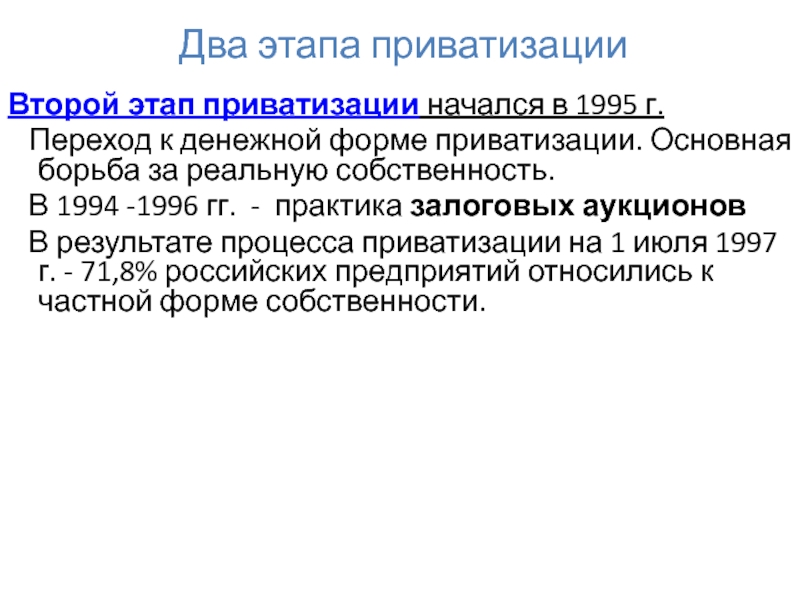 Два этапа приватизации
Второй этап приватизации начался в 1995 г.
Переход к денежной форме приватизации. Основная
борьба за реальную собственность.
В 1994 -1996 гг.  -  практика залоговых аукционов
В результате процесса приватизации на 1 июля 1997
г. - 71,8% российских предприятий относились к
частной форме собственности.